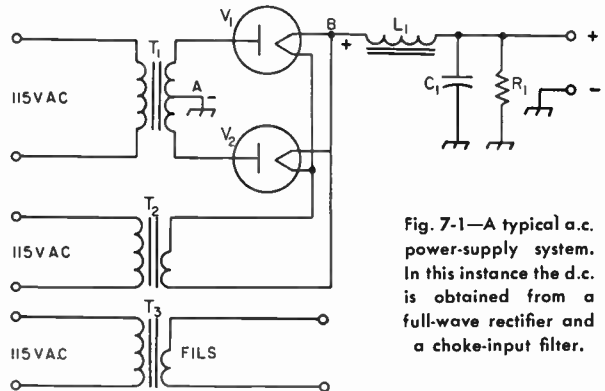 V1
B
+
L1
+
T1
A
-
C1
R1
-
115VAC
V2
T2
115VAC
T3
115VAC
FILS
Fig. 7-1—A typical a.c.
power-supply system.
In this instance the d.c.
is obtained from a
full-wave rectifier and
a choke-input filter.